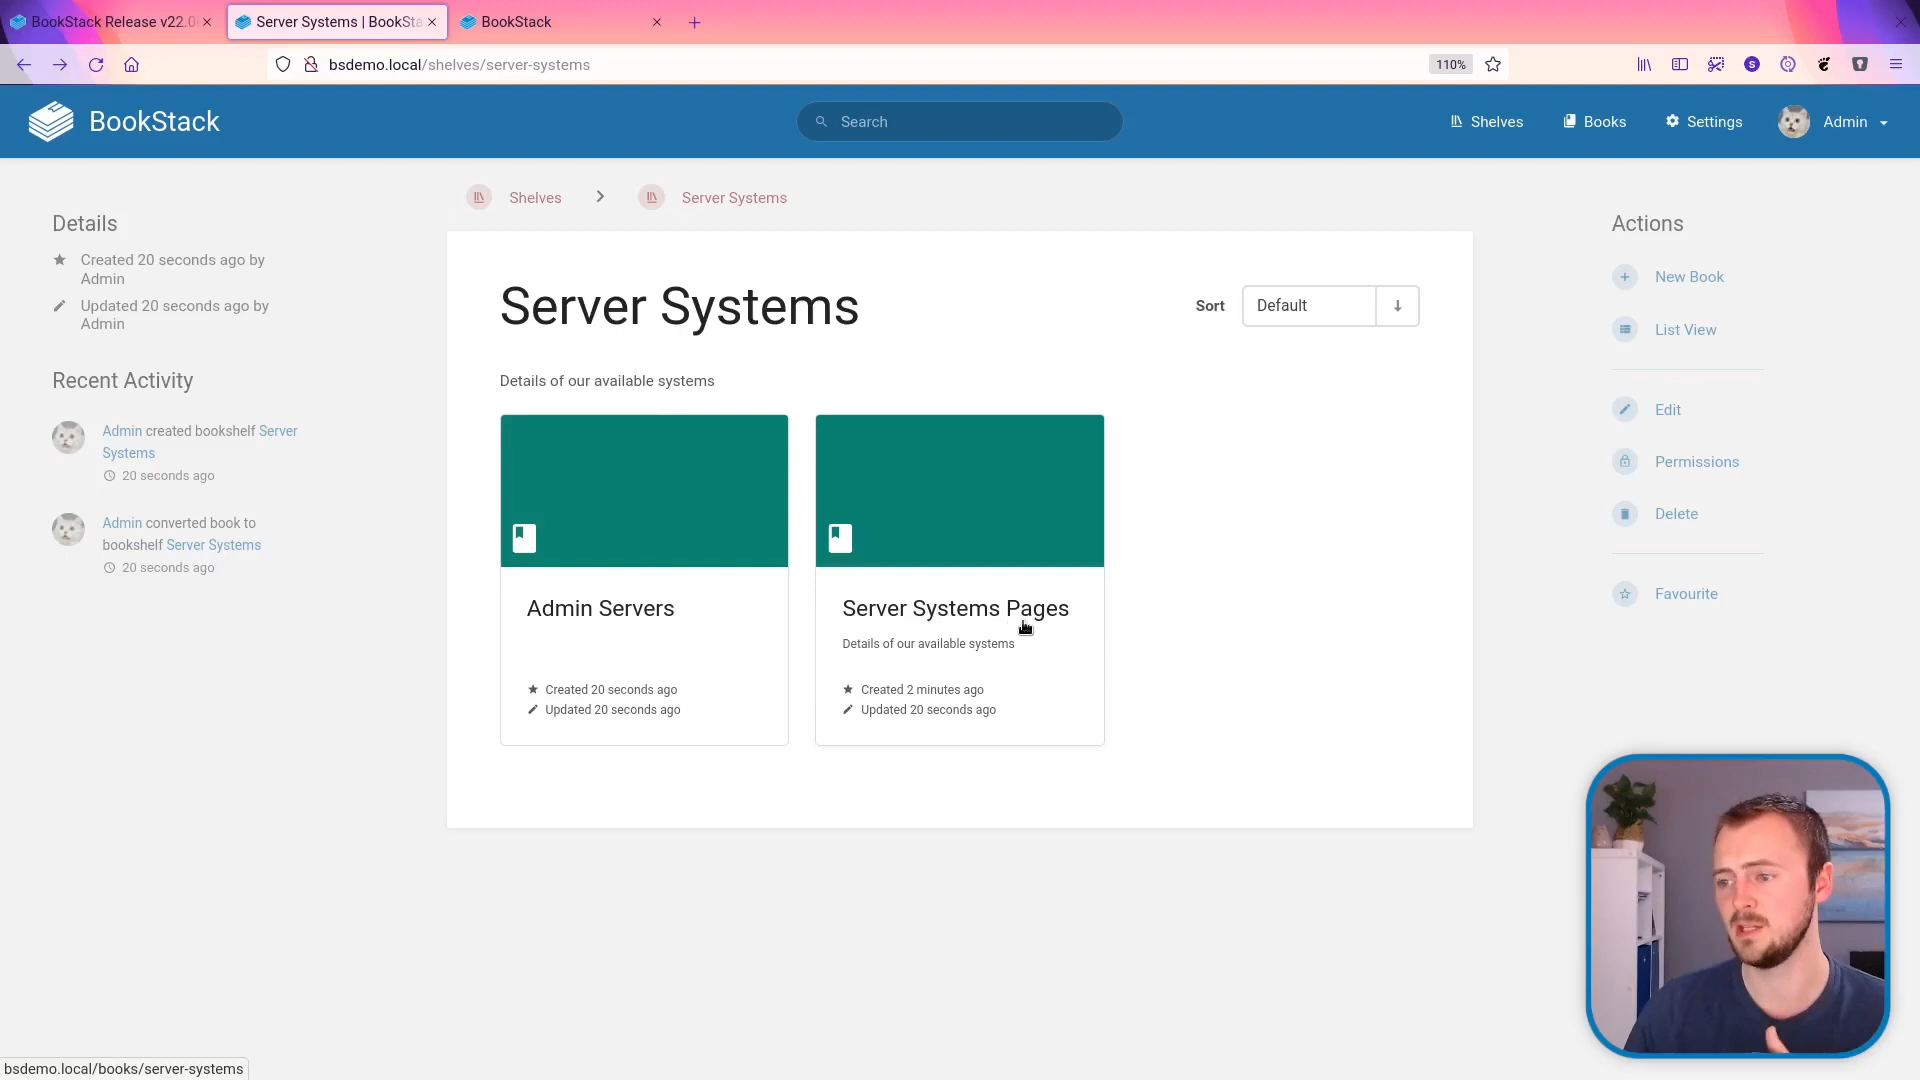 BookStack Release v22.0
Server Systems | BookSta
BookStack
bsdemo.local/shelves/server-systems
110%
S
BookStack
Search
Shelves
Books
Settings
Admin
Shelves
Server Systems
Details
Created 20 seconds ago by
Admin
Updated 20 seconds ago by
Admin
Recent Activity
Admin created bookshelf Server
Systems
20 seconds ago
Admin converted book to
bookshelf Server Systems
20 seconds ago
Server Systems
Sort
Default
Details of our available systems
Admin Servers
Created 20 seconds ago
Updated 20 seconds ago
Server Systems Pages
Details of our available systems
Created 2 minutes ago
Updated 20 seconds ago
Actions
New Book
List View
Edit
Permissions
Delete
Favourite
bsdemo.local/books/server-systems